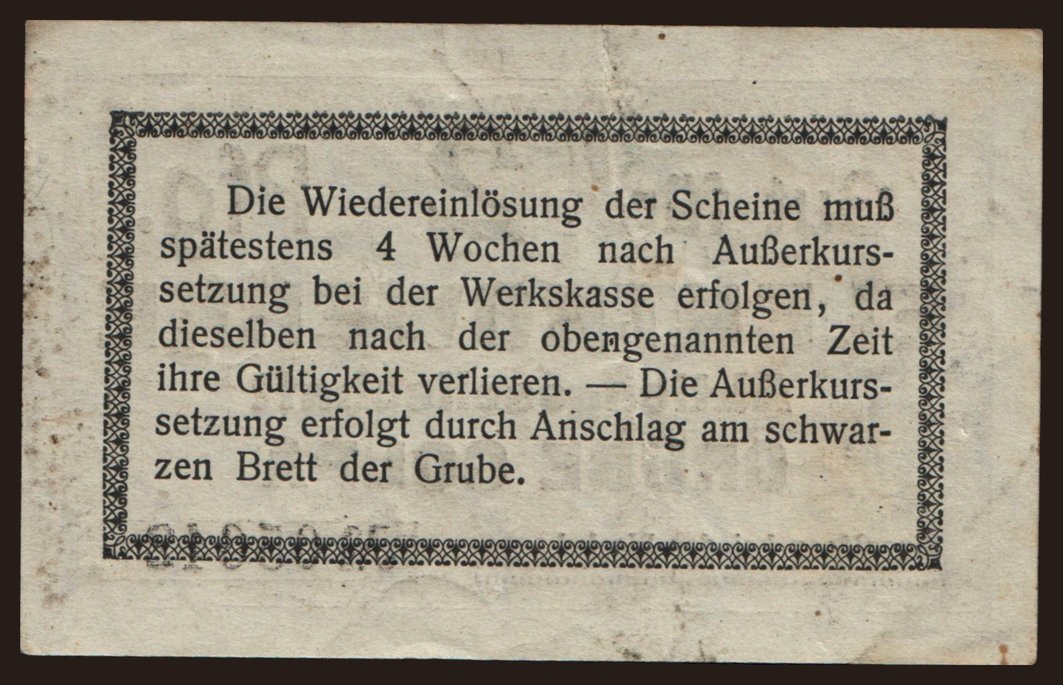 Die Wiedereinlösung der Scheine muß
spätestens 4 Wochen nach Außerkurs-
setzung bei der Werkskasse erfolgen, da
dieselben nach der obengenannten Zeit
ihre Gültigkeit verlieren. — Die Außerkurs-
setzung erfolgt durch Anschlag am schwar-
zen Brett der Grube.